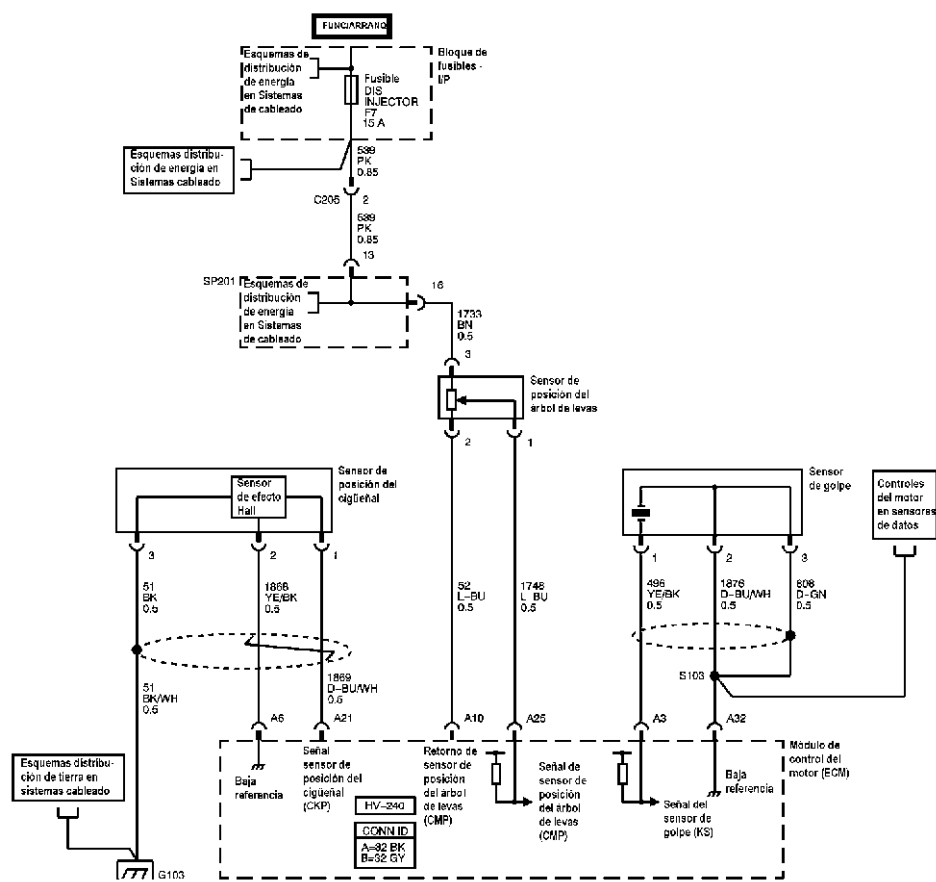 FUNC/ARRANQ
Esquemas de
distribución
de energía
en Sistemas
de cableado
Bloque de
fusibles -
I/P
Fusible
DIS
INJECTOR
F7
15 A
Esquemas distribu-
ción de energía en
Sistemas cableado
539
PK
0.85
C206
2
539
PK
0.85
13
SP201
Esquemas de
distribución
de energía
en Sistemas
de cableado
16
1733
BN
0.5
3
Sensor de
posición del
árbol de levas
2
1
Sensor
de efecto
Hall
Sensor de
posición del
cigüeñal
Sensor
de golpe
Controles
del motor
en sensores
de datos
3
2
1
1
2
3
51
BK
0.5
1868
YE/BK
0.5
52
L-BU
0.5
1748
L BU
0.5
496
YE/BK
0.5
1876
D-BU/WH
0.5
608
D-GN
0.5
51
BK/WH
0.5
1869
D-BU/WH
0.5
S103
A6
A21
A10
A25
A3
A32
Esquemas distribu-
ción de tierra en
sistemas cableado
Baja
referencia
Señal
sensor de
posición del
cigüeñal
(CKP)
Retorno de
sensor de
posición
del árbol
de levas
(CMP)
Señal de
sensor de
posición
del árbol
de levas
(CMP)
Señal del
sensor de
golpe (KS)
Baja
referencia
Módulo de
control del
motor (ECM)
HV-240
CONN ID
A=32 BK
B=32 GY
G103